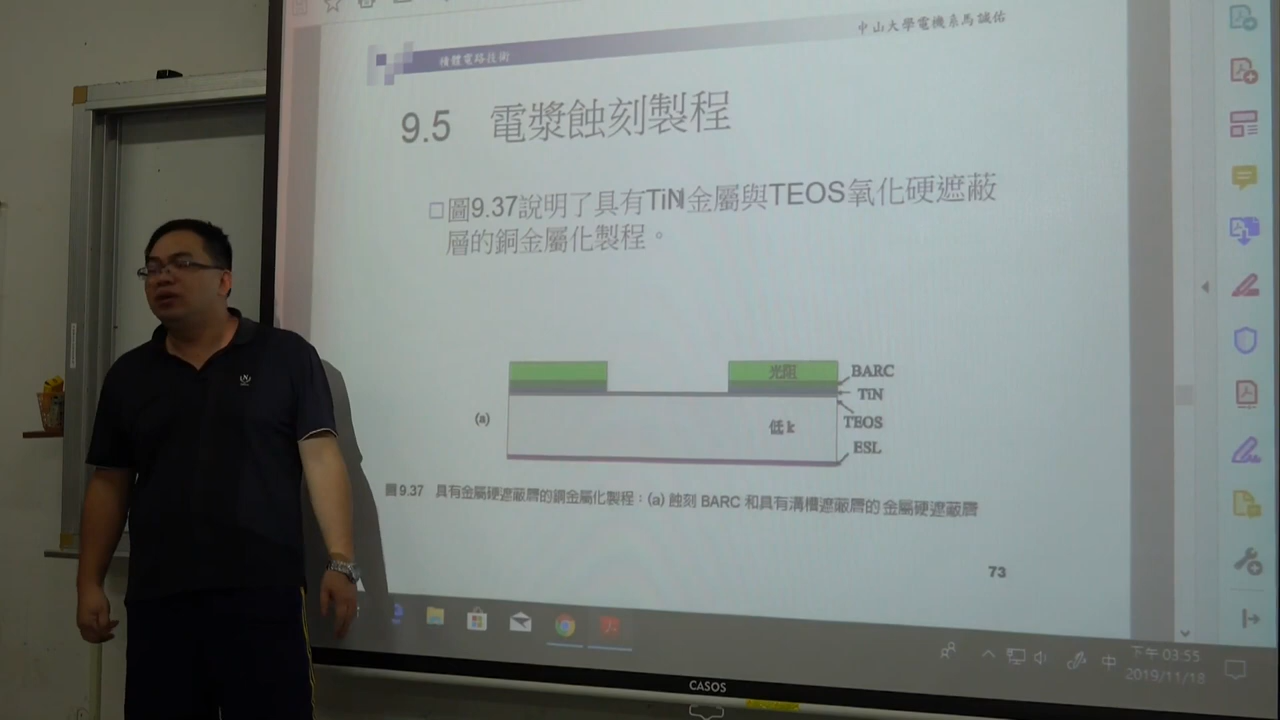 中山大學電機系馬誠佑
積體電路技術
9.5 電漿蝕刻製程
圖9.37說明了具有TiN金屬與TEOS氧化硬遮蔽
層的銅金屬化製程。
光阻
BARC
TiN
(a)
低 k
TEOS
ESL
圖 9.37 具有金屬硬遮蔽層的銅金屬化製程：(a) 蝕刻 BARC 和具有溝槽遮蔽層的金屬硬遮蔽層
73
中
下午 03:55
2019/11/18
CASOS